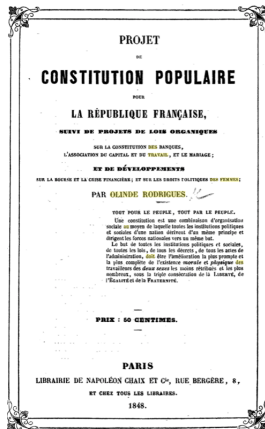 PROJET
DE
CONSTITUTION POPULAIRE
POUR
LA RÉPUBLIQUE FRANÇAISE,
SUIVI DE PROJETS DE LOIS ORGANIQUES
SUR LA CONSTITUTION DES BANQUES,
L'ASSOCIATION DU CAPITAL ET DU TRAVAIL, ET LE MARIAGE;
ET DE DÉVELOPPEMENTS
SUR LA BOURSE ET LA CRISE FINANCIÈRE; ET SUR LES DROITS POLITIQUES DES FEMMES;
PAR OLINDE RODRIGUES.
TOUT POUR LE PEUPLE, TOUT PAR LE PEUPLE.
Une constitution est une combinaison d'organisation
sociale au moyen de laquelle toutes les institutions politiques
et sociales d'une nation dérivent d'un même principe et
dirigent les forces nationales vers un même but.
Le but de toutes les institutions politiques et sociales,
de toutes les lois, de tous les décrets, de tous les actes de
l'administration, doit être l'amélioration la plus prompte et
la plus complète de l'existence morale et physique des
travailleurs des deux sexes les moins rétribués et les plus
nombreux, sous la triple consécration de la LIBERTÉ, de
l'ÉGALITÉ et de la FRATERNITÉ.
PRIX : 50 CENTIMES.
PARIS
LIBRAIRIE DE NAPOLÉON CHAIX ET Cie, RUE BERGÈRE, 8,
ET CHEZ TOUS LES LIBRAIRES.
1848.